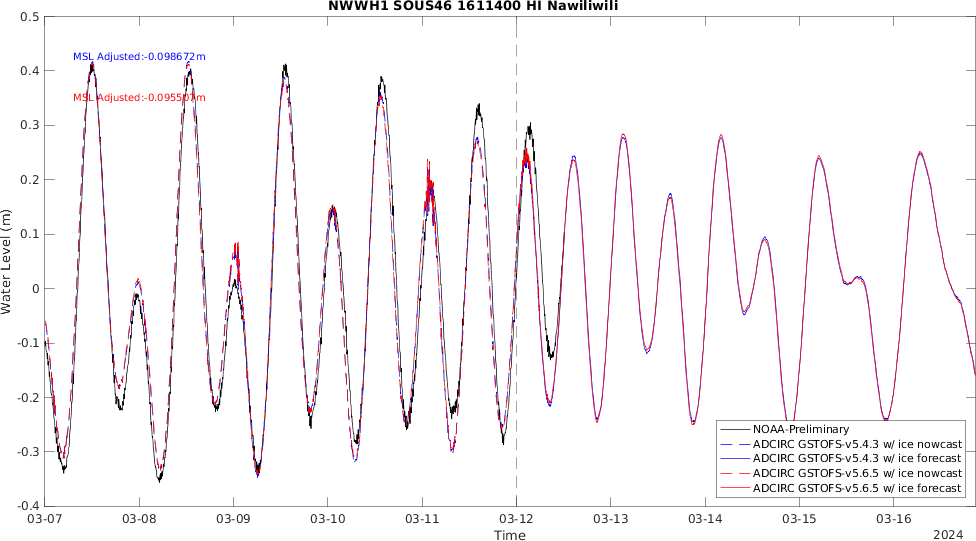 NWWH1 SOUS46 1611400 HI Nawiliwili
0.5
0.4
0.3
0.2
0.1
0
-0.1
-0.2
-0.3
-0.4
Water Level (m)
MSL Adjusted:-0.098672m
MSL Adjusted:-0.095507m
NOAA-Preliminary
ADCIRC GSTOFS-v5.4.3 w/ ice nowcast
ADCIRC GSTOFS-v5.4.3 w/ ice forecast
ADCIRC GSTOFS-v5.6.5 w/ ice nowcast
ADCIRC GSTOFS-v5.6.5 w/ ice forecast
03-07 03-08 03-09 03-10 03-11 03-12 03-13 03-14 03-15 03-16
Time
2024